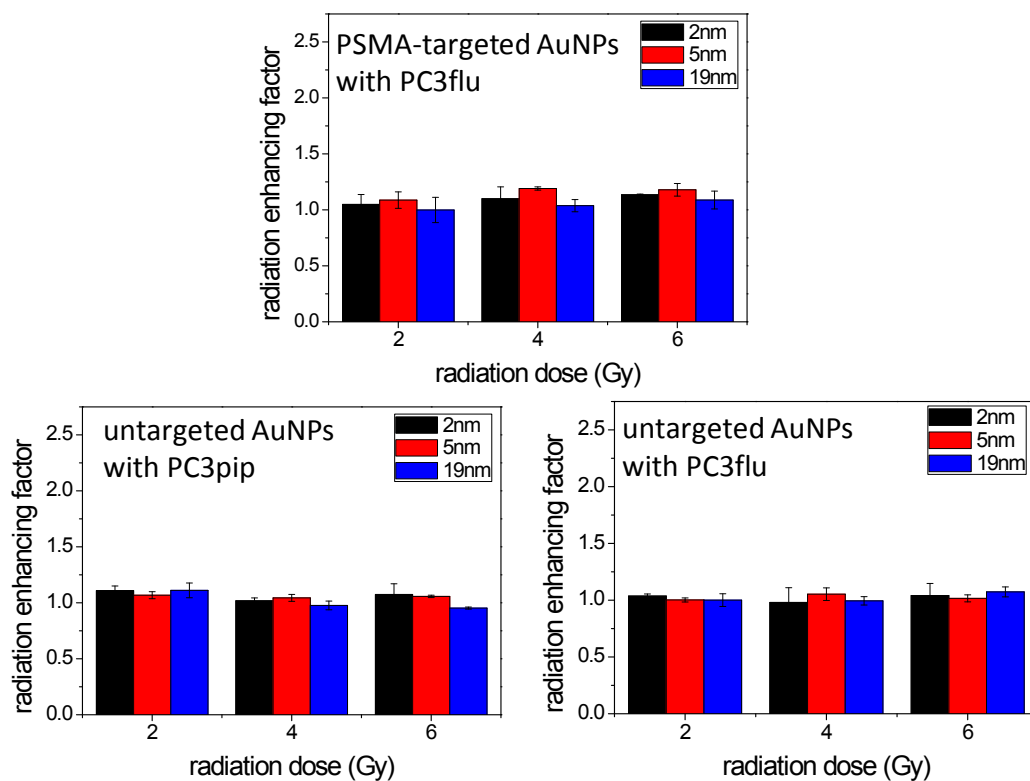 PSMA-targeted AuNPs
with PC3flu
2nm
5nm
19nm
radiation enhancing factor
2.5
2.0
1.5
1.0
0.5
0.0
2
4
6
radiation dose (Gy)
untargeted AuNPs
with PC3pip
2nm
5nm
19nm
radiation enhancing factor
2.5
2.0
1.5
1.0
0.5
0.0
2
4
6
radiation dose (Gy)
untargeted AuNPs
with PC3flu
2nm
5nm
19nm
radiation enhancing factor
2.5
2.0
1.5
1.0
0.5
0.0
2
4
6
radiation dose (Gy)